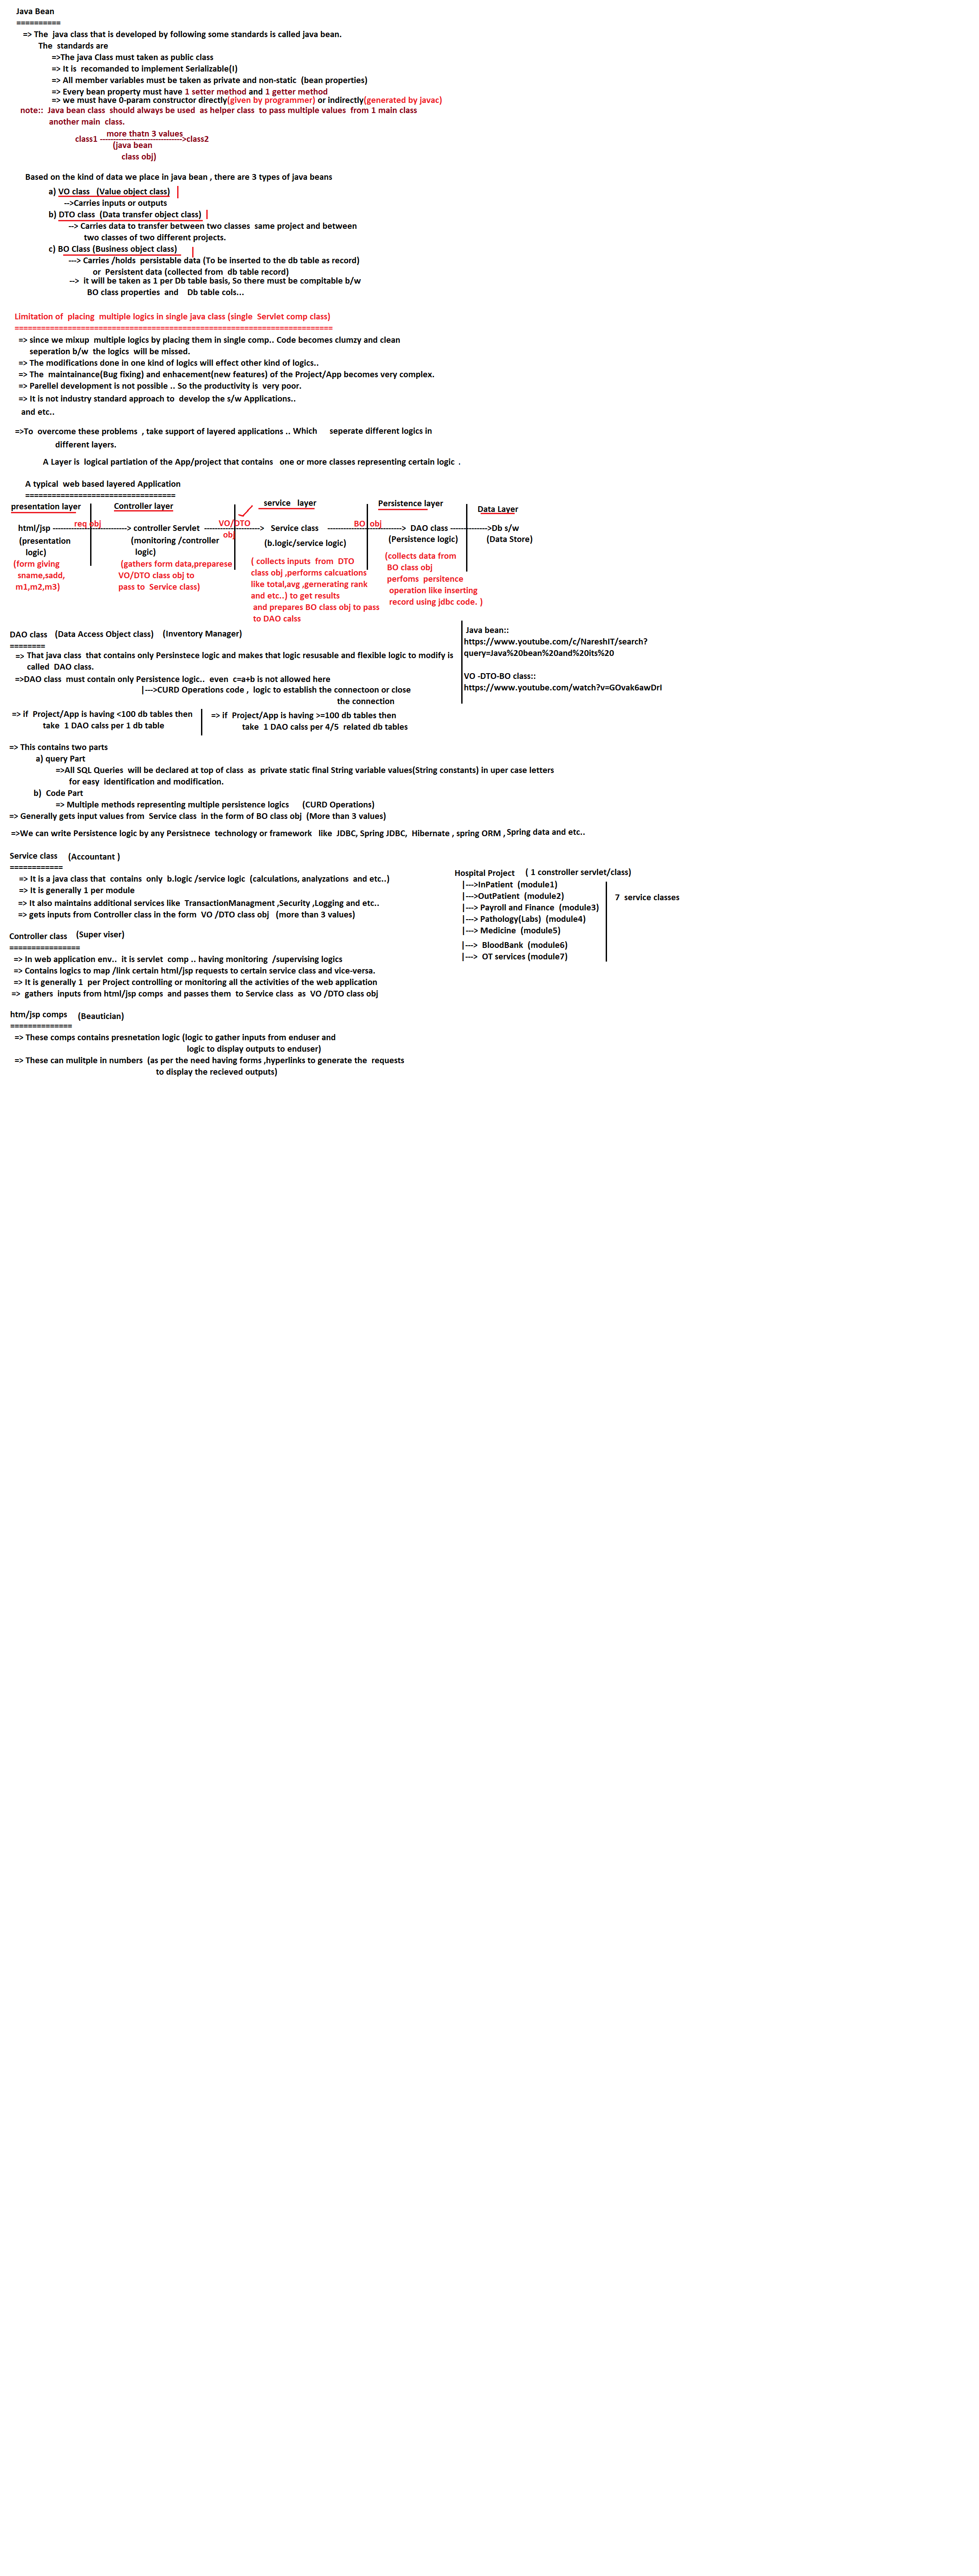 Java Bean
==========
=> The  java class that is developed by following some standards is called java bean.
The  standards are
=>The java Class must taken as public class
=> It is  recomanded to implement Serializable(I)
=> All member variables must be taken as private and non-static  (bean properties)
=> Every bean property must have 1 setter method and 1 getter method
=> we must have 0-param constructor directly(given by programmer) or indirectly(generated by javac)
note::  Java bean class  should always be used  as helper class  to pass multiple values  from 1 main class
another main  class.
more thatn 3 values
class1 ------------------------------->class2
(java bean
class obj)
Based on the kind of data we place in java bean , there are 3 types of java beans
a) VO class   (Value object class)
-->Carries inputs or outputs
b) DTO class  (Data transfer object class)
--> Carries data to transfer between two classes  same project and between
two classes of two different projects.
c) BO Class (Business object class)
---> Carries /holds  persistable data (To be inserted to the db table as record)
or  Persistent data (collected from  db table record)
-->  it will be taken as 1 per Db table basis, So there must be compitable b/w
BO class properties  and    Db table cols...
Limitation of  placing  multiple logics in single java class (single  Servlet comp class)
========================================================================
=> since we mixup  multiple logics by placing them in single comp.. Code becomes clumzy and clean
seperation b/w  the logics  will be missed.
=> The modifications done in one kind of logics will effect other kind of logics..
=> The  maintainance(Bug fixing) and enhacement(new features) of the Project/App becomes very complex.
=> Parellel development is not possible .. So the productivity is  very poor.
=> It is not industry standard approach to  develop the s/w Applications..
and etc..
=>To  overcome these problems  , take support of layered applications .. Which     seperate different logics in
different layers.
A Layer is  logical partiation of the App/project that contains   one or more classes representing certain logic  .
A typical  web based layered Application
==================================
presentation layer    Controller layer    service   layer    Persistence layer    Data Layer
req obj    VO/DTO    BO  obj
html/jsp ---------------------------> controller Servlet  --------------------->   Service class    --------------------------->  DAO class ------------->Db s/w
obj
(presentation    (monitoring /controller    (b.logic/service logic)    (Persistence logic)    (Data Store)
logic)    logic)
(form giving    (gathers form data,preparese    ( collects inputs  from  DTO    (collects data from
sname,sadd,    VO/DTO class obj to    class obj ,performs calcuations    BO class obj
m1,m2,m3)    pass to  Service class)    like total,avg ,gernerating rank    perfoms  persitence
and etc..) to get results    operation like inserting
and prepares BO class obj to pass    record using jdbc code. )
to DAO calss
DAO class    (Data Access Object class)    (Inventory Manager)
========
=> That java class  that contains only Persinstece logic and makes that logic resusable and flexible logic to modify is
called  DAO class.
=>DAO class  must contain only Persistence logic..  even  c=a+b is not allowed here
|--->CURD Operations code ,  logic to establish the connectoon or close
the connection
Java bean::
https://www.youtube.com/c/NareshIT/search?
query=Java%20bean%20and%20its%20
VO -DTO-BO class::
https://www.youtube.com/watch?v=GOvak6awDrI
=> if  Project/App is having <100 db tables then
take  1 DAO calss per 1 db table
=> if  Project/App is having >=100 db tables then
take  1 DAO calss per 4/5  related db tables
=> This contains two parts
a) query Part
=>All SQL Queries  will be declared at top of class  as  private static final String variable values(String constants) in uper case letters
for easy  identification and modification.
b)  Code Part
=> Multiple methods representing multiple persistence logics      (CURD Operations)
=> Generally gets input values from  Service class  in the form of BO class obj  (More than 3 values)
=>We can write Persistence logic by any Persistnece  technology or framework   like  JDBC, Spring JDBC,  Hibernate , spring ORM , Spring data and etc..
Service class    (Accountant )
============
=> It is a java class that  contains  only  b.logic /service logic  (calculations, analyzations  and etc..)
=> It is generally 1 per module
=> It also maintains additional services like  TransactionManagment ,Security ,Logging and etc..
=> gets inputs from Controller class in the form  VO /DTO class obj   (more than 3 values)
Hospital Project    ( 1 constroller servlet/class)
|--->InPatient  (module1)
|--->OutPatient  (module2)
|---> Payroll and Finance  (module3)
|---> Pathology(Labs)  (module4)
|---> Medicine  (module5)
|--->  BloodBank  (module6)
|--->  OT services (module7)
7  service classes
Controller class    (Super viser)
================
=> In web application env..  it is servlet  comp .. having monitoring  /supervising logics
=> Contains logics to map /link certain html/jsp requests to certain service class and vice-versa.
=> It is generally 1  per Project controlling or monitoring all the activities of the web application
=>  gathers  inputs from html/jsp comps  and passes them  to Service class  as  VO /DTO class obj
htm/jsp comps    (Beautician)
==============
=> These comps contains presnetation logic (logic to gather inputs from enduser and
logic to display outputs to enduser)
=> These can mulitple in numbers  (as per the need having forms ,hyperlinks to generate the  requests
to display the recieved outputs)